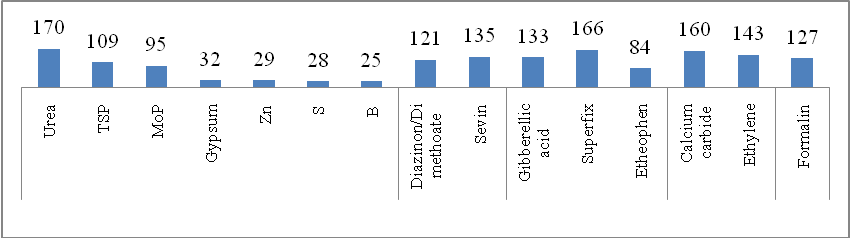 170
109
95
32
29
28
25
121
135
133
166
84
160
143
127
Urea
TSP
MoP
Gypsum
Zn
S
B
Diazinon/Di
methoate
Sevin
Gibberellic
acid
Superfix
Etheophen
Calcium
carbide
Ethylene
Formalin